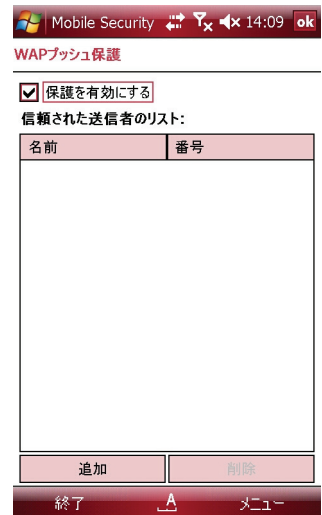 Mobile Security 14:09 ok
WAPプッシュ保護
保護を有効にする
信頼された送信者のリスト:
名前 番号
追加 削除
終了 A メニュー